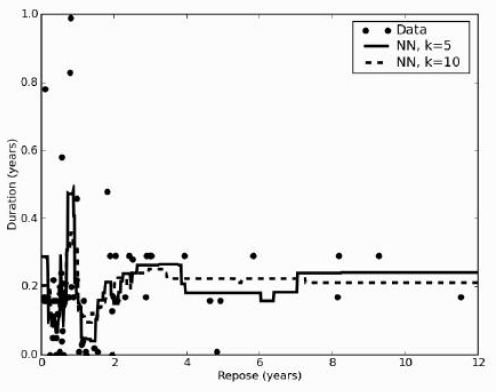 1.0
Data
NN, k=5
NN, k=10
0.8
0.6
Duration (years)
0.4
0.2
0.0
0 2 4 6 8 10 12
Repose (years)